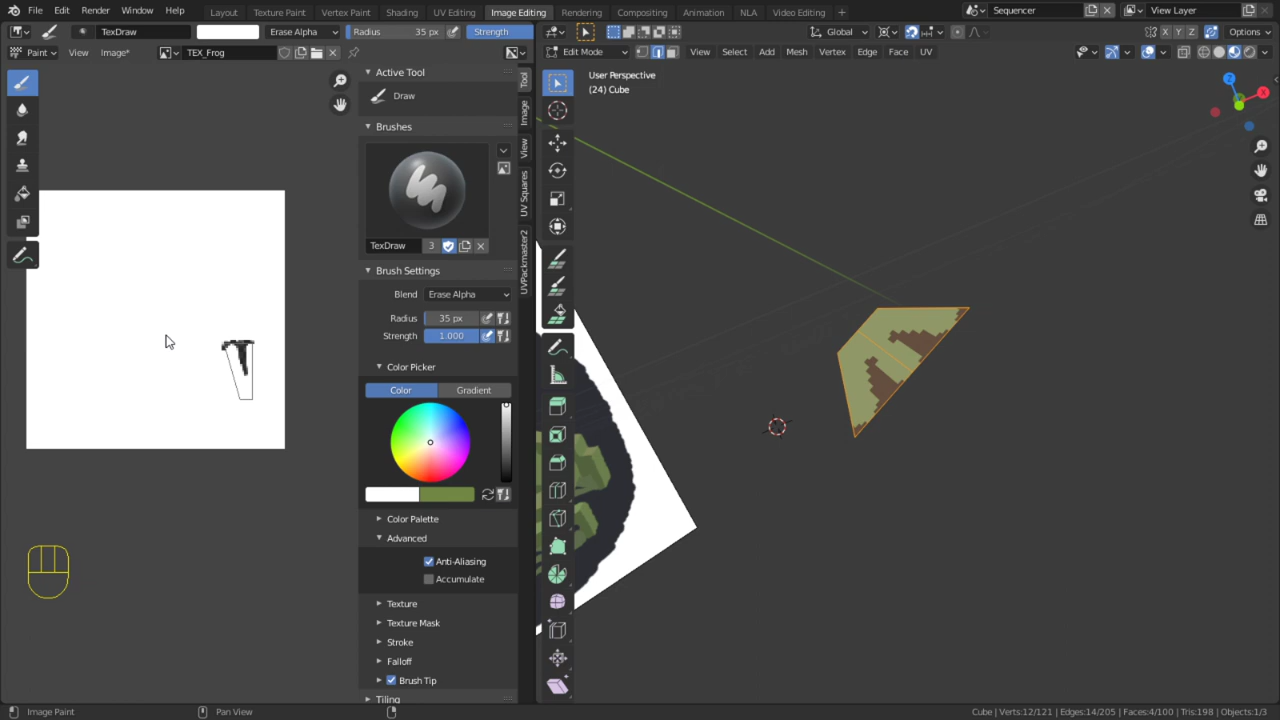 File Edit Render Window Help Layout Texture Paint Vertex Paint Shading UV Editing Image Editing Rendering Compositing Animation NLA Video Editing + Sequencer View Layer
TexDraw Erase Alpha Radius 35 px Strength Global X Y Z Options
Paint View Image* TEX_Frog Edit Mode View Select Add Mesh Vertex Edge Face UV
Active Tool
Draw
Brushes
TexDraw 3
Brush Settings
Blend Erase Alpha
Radius 35 px
Strength 1.000
Color Picker
Color Gradient
Color Palette
Advanced
Anti-Aliasing
Accumulate
Texture
Texture Mask
Stroke
Falloff
Brush Tip
Tiling
Tool
Image
View
UV Squares
UVPackmaster2
User Perspective
(24) Cube
Z
X
Image Paint Pan View Cube | Verts:12/121 | Edges:14/205 | Faces:4/100 | Tris:198 | Objects:1/3